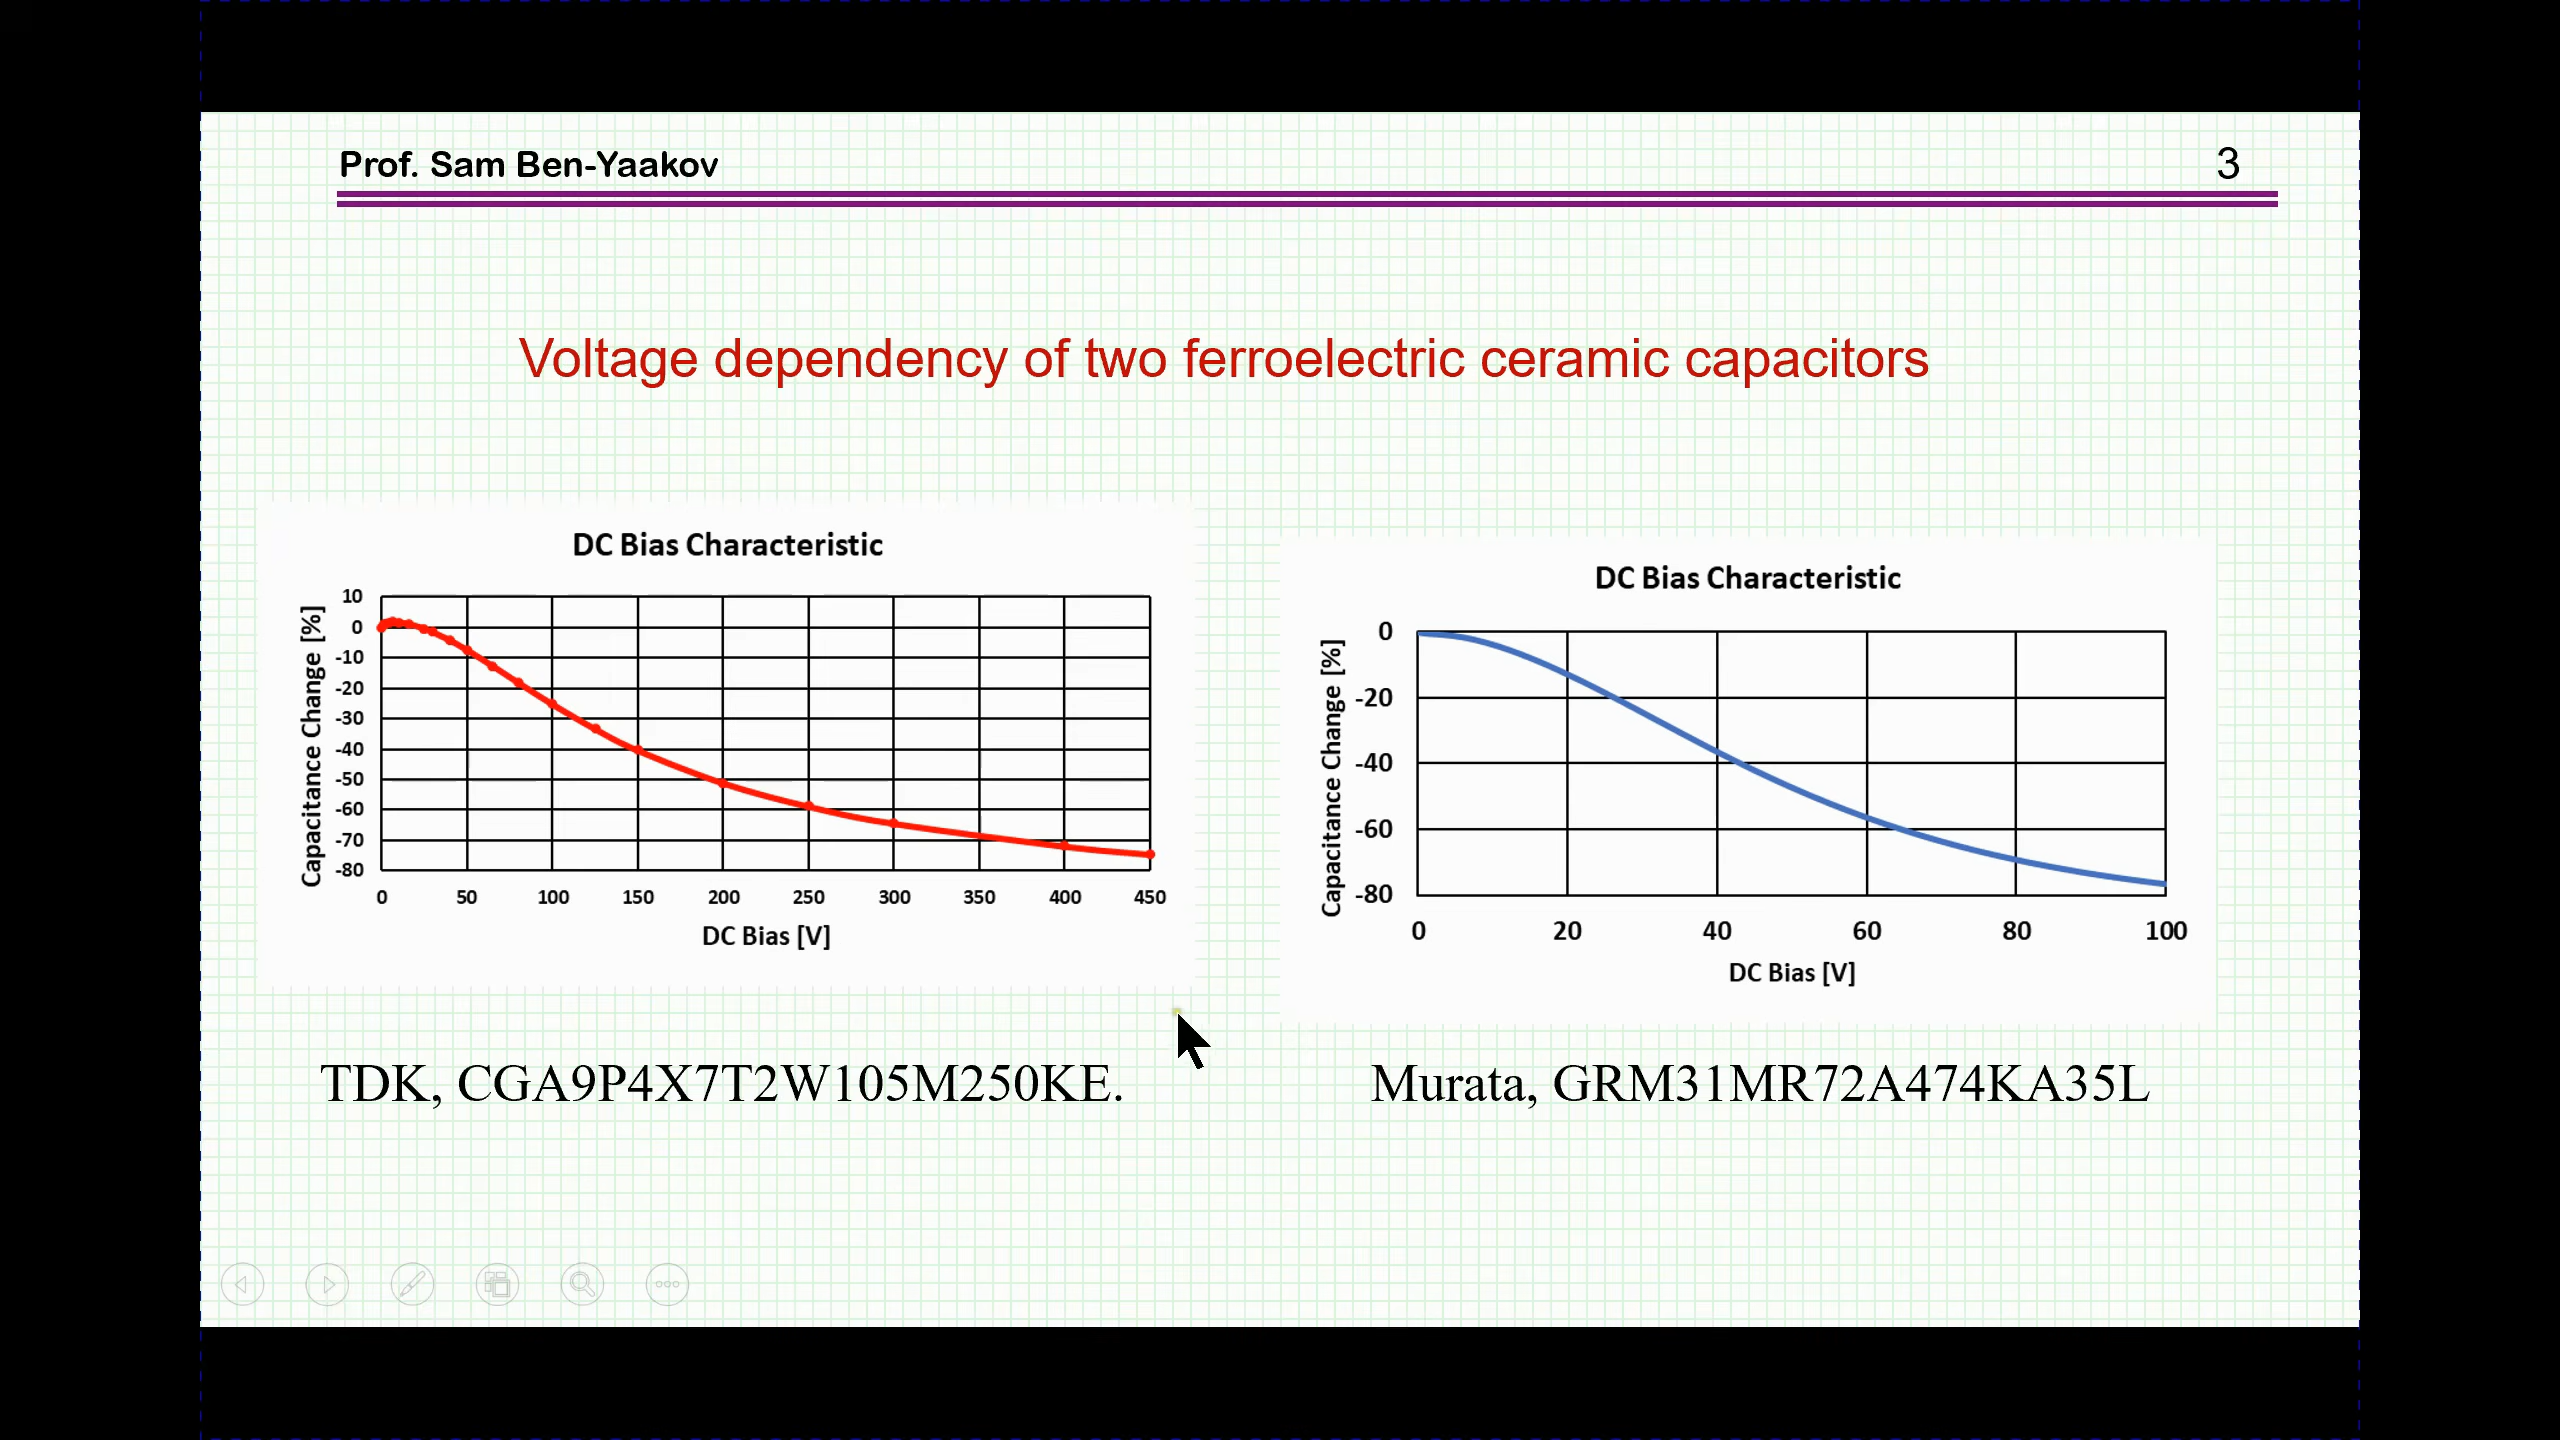 Prof. Sam Ben-Yaakov
3
Voltage dependency of two ferroelectric ceramic capacitors
DC Bias Characteristic
Capacitance Change [%]
10
0
-10
-20
-30
-40
-50
-60
-70
-80
0 50 100 150 200 250 300 350 400 450
DC Bias [V]
TDK, CGA9P4X7T2W105M250KE.
DC Bias Characteristic
Capacitance Change [%]
0
-20
-40
-60
-80
0 20 40 60 80 100
DC Bias [V]
Murata, GRM31MR72A474KA35L